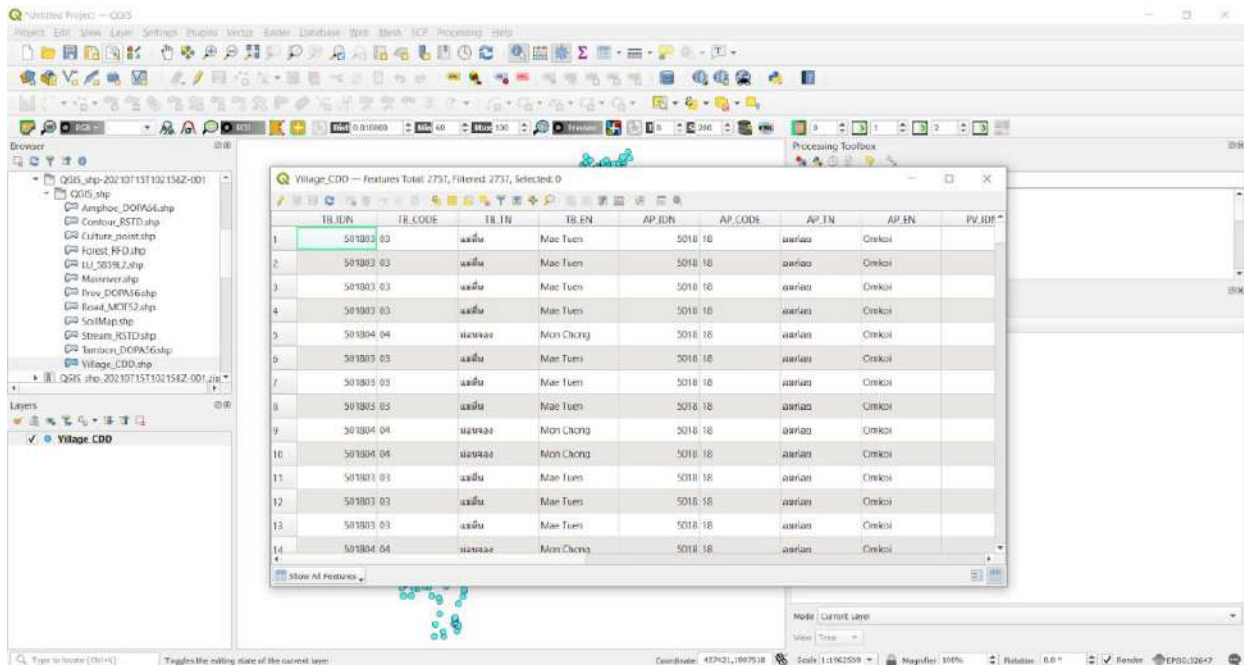 *Untitled Project — QGIS
Project Edit View Layer Settings Plugins Vector Raster Database Web Mesh SCP Processing Help
RGB
Dist 0.010000
Min 60
Max 100
Preview
200
Browser
Processing Toolbox
QGIS_shp-20210715T102158Z-001
QGIS_shp
Amphoe_DOPA56.shp
Contour_RSTD.shp
Culture_point.shp
Forest_RFD.shp
LU_5859L2.shp
Mainriver.shp
Prov_DOPA56.shp
Road_MOT52.shp
SoilMap.shp
Stream_RSTD.shp
Tambon_DOPA56.shp
Village_CDD.shp
QGIS_shp-20210715T102158Z-001.zip
Layers
Village_CDD
Village_CDD — Features Total: 2757, Filtered: 2757, Selected: 0
TB_IDN TB_CODE TB_TN TB_EN AP_IDN AP_CODE AP_TN AP_EN PV_IDN
1 501803 03 แม่ตื่น Mae Tuen 5018 18 อมก๋อย Omkoi
2 501803 03 แม่ตื่น Mae Tuen 5018 18 อมก๋อย Omkoi
3 501803 03 แม่ตื่น Mae Tuen 5018 18 อมก๋อย Omkoi
4 501803 03 แม่ตื่น Mae Tuen 5018 18 อมก๋อย Omkoi
5 501804 04 ม่อนจอง Mon Chong 5018 18 อมก๋อย Omkoi
6 501803 03 แม่ตื่น Mae Tuen 5018 18 อมก๋อย Omkoi
7 501803 03 แม่ตื่น Mae Tuen 5018 18 อมก๋อย Omkoi
8 501803 03 แม่ตื่น Mae Tuen 5018 18 อมก๋อย Omkoi
9 501804 04 ม่อนจอง Mon Chong 5018 18 อมก๋อย Omkoi
10 501804 04 ม่อนจอง Mon Chong 5018 18 อมก๋อย Omkoi
11 501803 03 แม่ตื่น Mae Tuen 5018 18 อมก๋อย Omkoi
12 501803 03 แม่ตื่น Mae Tuen 5018 18 อมก๋อย Omkoi
13 501803 03 แม่ตื่น Mae Tuen 5018 18 อมก๋อย Omkoi
14 501804 04 ม่อนจอง Mon Chong 5018 18 อมก๋อย Omkoi
Show All Features
Mode Current Layer
View Tree
Type to locate (Ctrl+K) Toggles the editing state of the current layer Coordinate 437431,1997518 Scale 1:1962559 Magnifier 100% Rotation 0.0 ° Render EPSG:32647